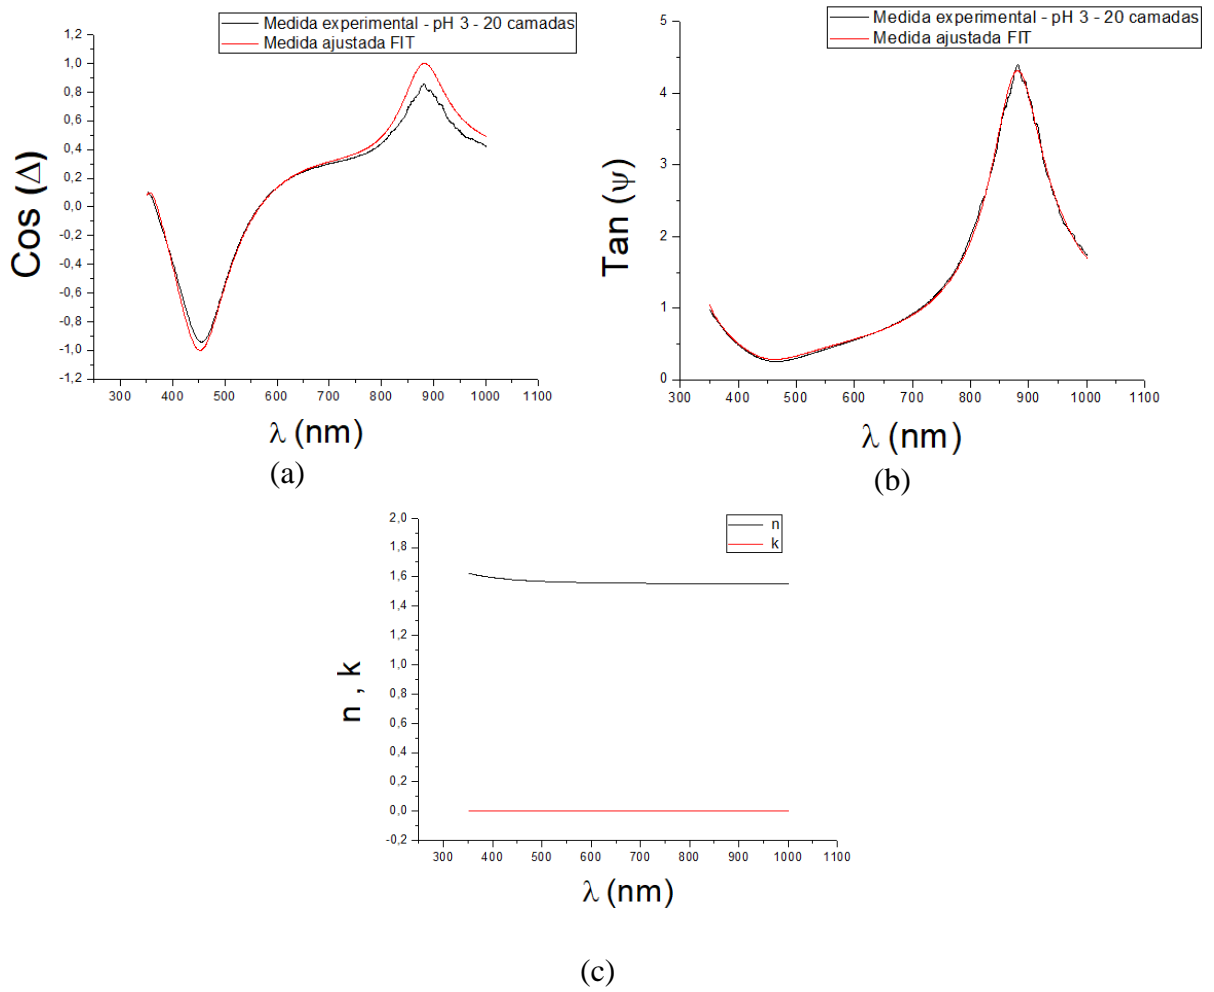 Medida experimental - pH 3 - 20 camadas
Medida ajustada FIT
Cos (Δ)
1,2
1,0
0,8
0,6
0,4
0,2
0,0
-0,2
-0,4
-0,6
-0,8
-1,0
-1,2
300 400 500 600 700 800 900 1000 1100
λ (nm)
(a)
Medida experimental - pH 3 - 20 camadas
Medida ajustada FIT
Tan (ψ)
5
4
3
2
1
0
300 400 500 600 700 800 900 1000 1100
λ (nm)
(b)
n
k
n , k
2,0
1,8
1,6
1,4
1,2
1,0
0,8
0,6
0,4
0,2
0,0
-0,2
300 400 500 600 700 800 900 1000 1100
λ (nm)
(c)